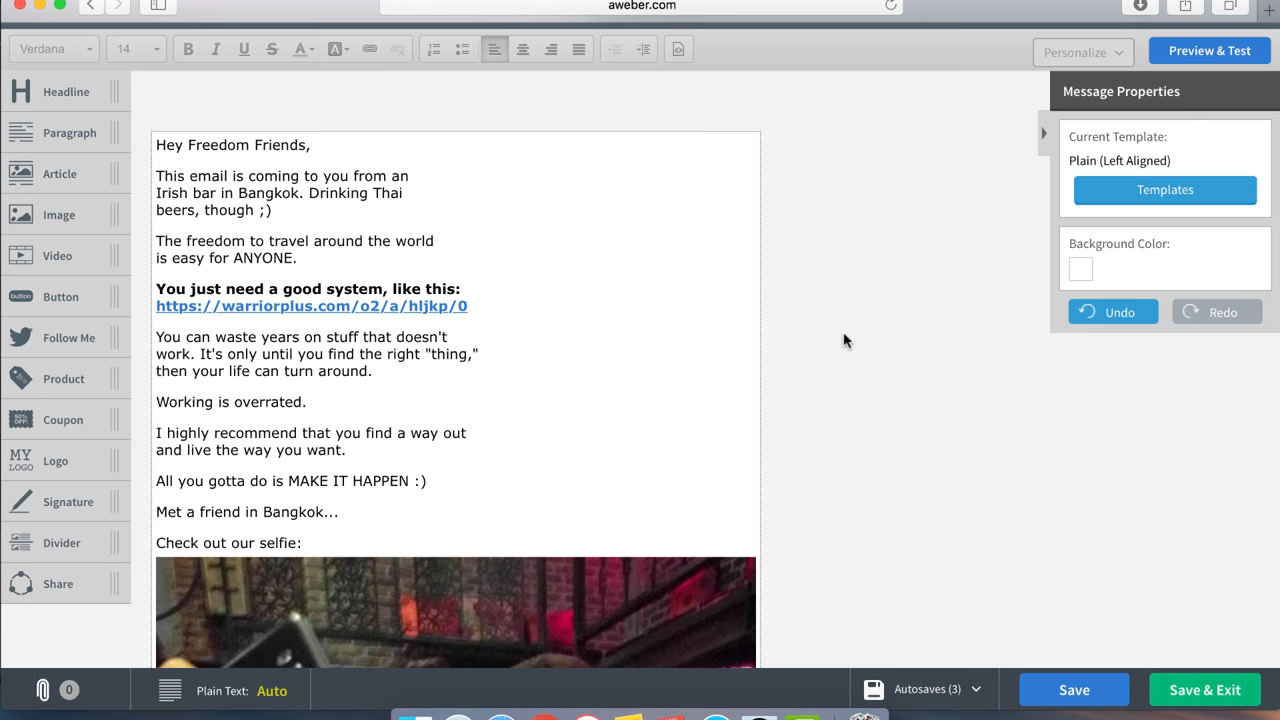 aweber.com
Verdana 14 B I U S A A
Personalize
Preview & Test
H Headline
Paragraph
Article
Image
Video
button Button
Follow Me
Product
Coupon
MY LOGO Logo
Signature
Divider
Share
Hey Freedom Friends,
This email is coming to you from an
Irish bar in Bangkok. Drinking Thai
beers, though ;)
The freedom to travel around the world
is easy for ANYONE.
You just need a good system, like this:
https://warriorplus.com/o2/a/hljkp/0
You can waste years on stuff that doesn't
work. It's only until you find the right "thing,"
then your life can turn around.
Working is overrated.
I highly recommend that you find a way out
and live the way you want.
All you gotta do is MAKE IT HAPPEN :)
Met a friend in Bangkok...
Check out our selfie:
Message Properties
Current Template:
Plain (Left Aligned)
Templates
Background Color:
Undo Redo
0
Plain Text: Auto
Autosaves (3)
Save
Save & Exit